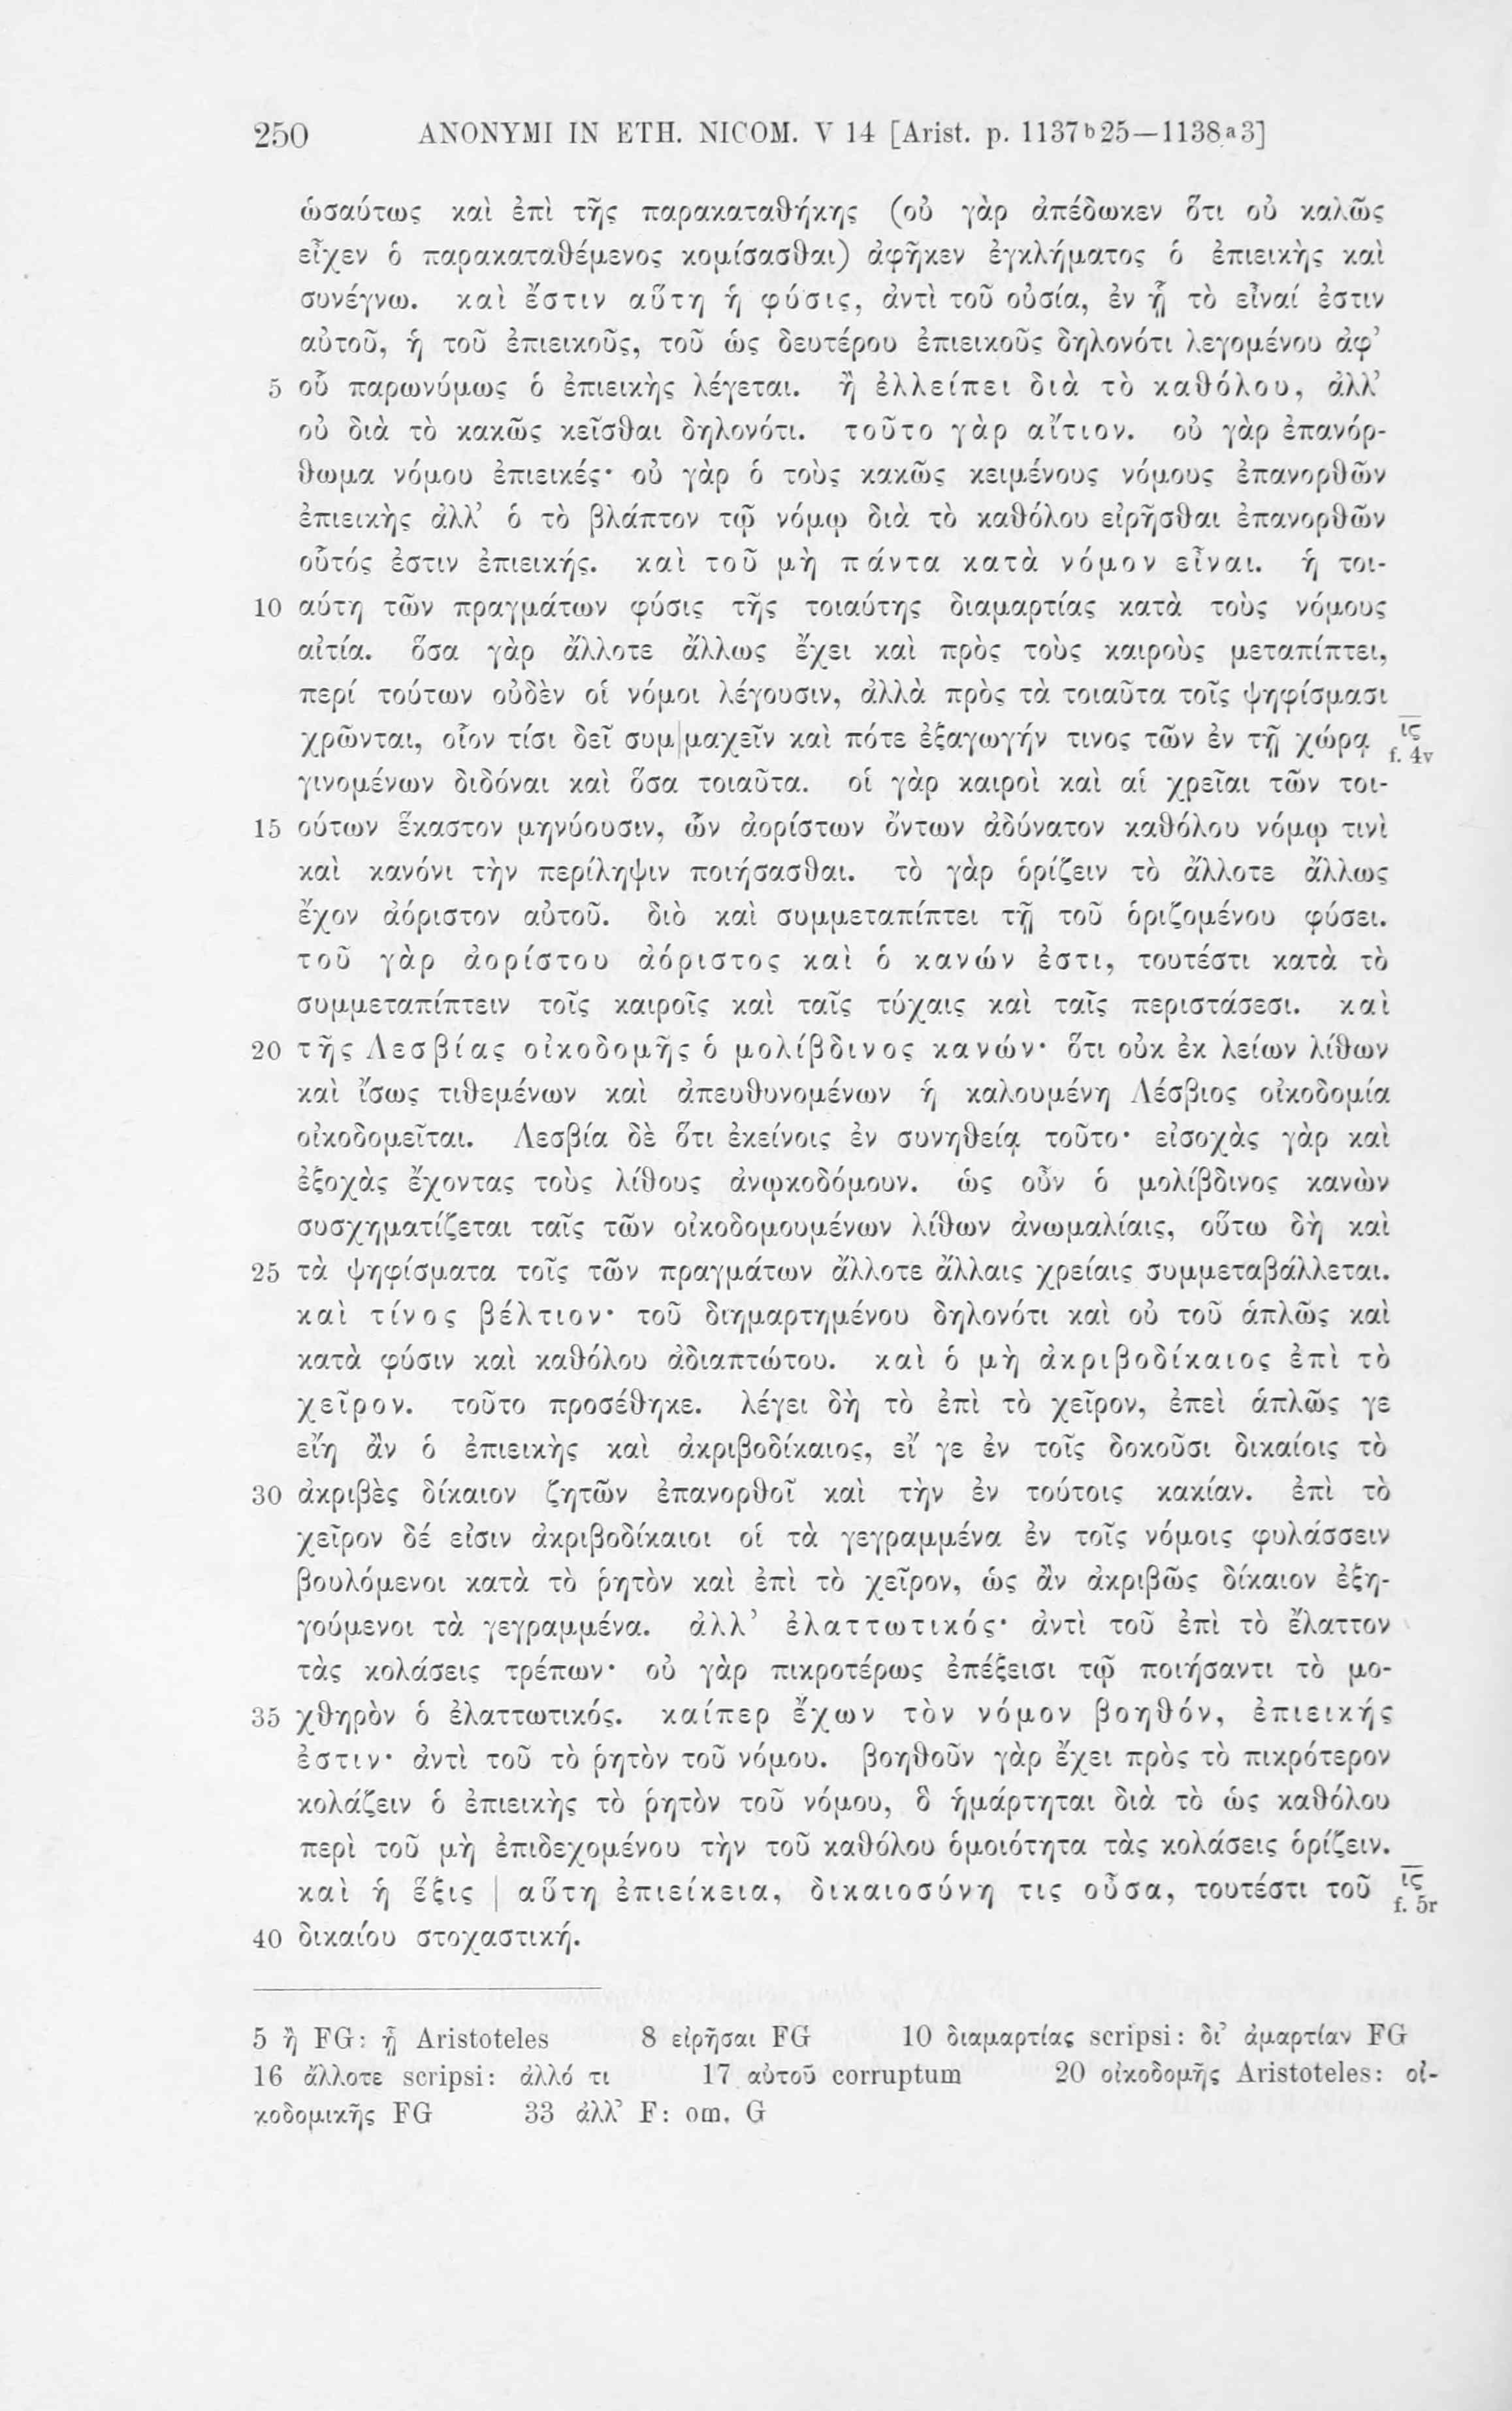 250 ANONYMI IN ETH. NICOM. V 14 [Arist. p. 1137ᵇ25—1138ᵃ3]
ὡσαύτως καὶ ἐπὶ τῆς παρακαταθήκης (οὐ γὰρ ἀπέδωκεν ὅτι οὐ καλῶς
εἶχεν ὁ παρακαταθέμενος κομίσασθαι) ἀφῆκεν ἐγκλήματος ὁ ἐπιεικὴς καὶ
συνέγνω. καὶ ἔστιν αὕτη ἡ φύσις, ἀντὶ τοῦ οὐσία, ἐν ᾗ τὸ εἶναί ἐστιν
αὐτοῦ, ἡ τοῦ ἐπιεικοῦς, τοῦ ὡς δευτέρου ἐπιεικοῦς δηλονότι λεγομένου ἀφ’
5 οὗ παρωνύμως ὁ ἐπιεικὴς λέγεται. ἢ ἐλλείπει διὰ τὸ καθόλου, ἀλλ’
οὐ διὰ τὸ κακῶς κεῖσθαι δηλονότι. τοῦτο γὰρ αἴτιον. οὐ γὰρ ἐπανόρ-
θωμα νόμου ἐπιεικές· οὐ γὰρ ὁ τοὺς κακῶς κειμένους νόμους ἐπανορθῶν
ἐπιεικὴς ἀλλ’ ὁ τὸ βλάπτον τῷ νόμῳ διὰ τὸ καθόλου εἰρῆσθαι ἐπανορθῶν
οὗτός ἐστιν ἐπιεικής. καὶ τοῦ μὴ πάντα κατὰ νόμον εἶναι. ἡ τοι-
10 αύτη τῶν πραγμάτων φύσις τῆς τοιαύτης διαμαρτίας κατὰ τοὺς νόμους
αἰτία. ὅσα γὰρ ἄλλοτε ἄλλως ἔχει καὶ πρὸς τοὺς καιροὺς μεταπίπτει,
περί τούτων οὐδὲν οἱ νόμοι λέγουσιν, ἀλλὰ πρὸς τὰ τοιαῦτα τοῖς ψηφίσμασι
χρῶνται, οἷον τίσι δεῖ συμ|μαχεῖν καὶ πότε ἐξαγωγήν τινος τῶν ἐν τῇ χώρᾳ ις f. 4v
γινομένων διδόναι καὶ ὅσα τοιαῦτα. οἱ γὰρ καιροὶ καὶ αἱ χρεῖαι τῶν τοι-
15 ούτων ἕκαστον μηνύουσιν, ὧν ἀορίστων ὄντων ἀδύνατον καθόλου νόμῳ τινὶ
καὶ κανόνι τὴν περίληψιν ποιήσασθαι. τὸ γὰρ ὁρίζειν τὸ ἄλλοτε ἄλλως
ἔχον ἀόριστον αὐτοῦ. διὸ καὶ συμμεταπίπτει τῇ τοῦ ὁριζομένου φύσει.
τοῦ γὰρ ἀορίστου ἀόριστος καὶ ὁ κανών ἐστι, τουτέστι κατὰ τὸ
συμμεταπίπτειν τοῖς καιροῖς καὶ ταῖς τύχαις καὶ ταῖς περιστάσεσι. καὶ
20 τῆς Λεσβίας οἰκοδομῆς ὁ μολίβδινος κανών· ὅτι οὐκ ἐκ λείων λίθων
καὶ ἴσως τιθεμένων καὶ ἀπευθυνομένων ἡ καλουμένη Λέσβιος οἰκοδομία
οἰκοδομεῖται. Λεσβία δὲ ὅτι ἐκείνοις ἐν συνηθείᾳ τοῦτο· εἰσοχὰς γὰρ καὶ
ἐξοχὰς ἔχοντας τοὺς λίθους ἀνῳκοδόμουν. ὡς οὖν ὁ μολίβδινος κανὼν
συσχηματίζεται ταῖς τῶν οἰκοδομουμένων λίθων ἀνωμαλίαις, οὕτω δὴ καὶ
25 τὰ ψηφίσματα τοῖς τῶν πραγμάτων ἄλλοτε ἄλλαις χρείαις συμμεταβάλλεται.
καὶ τίνος βέλτιον· τοῦ διημαρτημένου δηλονότι καὶ οὐ τοῦ ἁπλῶς καὶ
κατὰ φύσιν καὶ καθόλου ἀδιαπτώτου. καὶ ὁ μὴ ἀκριβοδίκαιος ἐπὶ τὸ
χεῖρον. τοῦτο προσέθηκε. λέγει δὴ τὸ ἐπὶ τὸ χεῖρον, ἐπεὶ ἁπλῶς γε
εἴη ἂν ὁ ἐπιεικὴς καὶ ἀκριβοδίκαιος, εἴ γε ἐν τοῖς δοκοῦσι δικαίοις τὸ
30 ἀκριβὲς δίκαιον ζητῶν ἐπανορθοῖ καὶ τὴν ἐν τούτοις κακίαν. ἐπὶ τὸ
χεῖρον δέ εἰσιν ἀκριβοδίκαιοι οἱ τὰ γεγραμμένα ἐν τοῖς νόμοις φυλάσσειν
βουλόμενοι κατὰ τὸ ῥητὸν καὶ ἐπὶ τὸ χεῖρον, ὡς ἂν ἀκριβῶς δίκαιον ἐξη-
γούμενοι τὰ γεγραμμένα. ἀλλ’ ἐλαττωτικός· ἀντὶ τοῦ ἐπὶ τὸ ἔλαττον
τὰς κολάσεις τρέπων· οὐ γὰρ πικροτέρως ἐπέξεισι τῷ ποιήσαντι τὸ μο-
35 χθηρὸν ὁ ἐλαττωτικός. καίπερ ἔχων τὸν νόμον βοηθόν, ἐπιεικής
ἐστιν· ἀντὶ τοῦ τὸ ῥητὸν τοῦ νόμου. βοηθοῦν γὰρ ἔχει πρὸς τὸ πικρότερον
κολάζειν ὁ ἐπιεικὴς τὸ ῥητὸν τοῦ νόμου, ὃ ἡμάρτηται διὰ τὸ ὡς καθόλου
περὶ τοῦ μὴ ἐπιδεχομένου τὴν τοῦ καθόλου ὁμοιότητα τὰς κολάσεις ὁρίζειν.
καὶ ἡ ἕξις | αὕτη ἐπιείκεια, δικαιοσύνη τις οὖσα, τουτέστι τοῦ ις f. 5r
40 δικαίου στοχαστική.
5 ἢ FG: ᾗ Aristoteles 8 εἰρῆσαι FG 10 διαμαρτίας scripsi: δι’ ἁμαρτίαν FG
16 ἄλλοτε scripsi: ἀλλό τι 17 αὐτοῦ corruptum 20 οἰκοδομῆς Aristoteles: οἰ-
κοδομικῆς FG 33 ἀλλ’ F: om. G